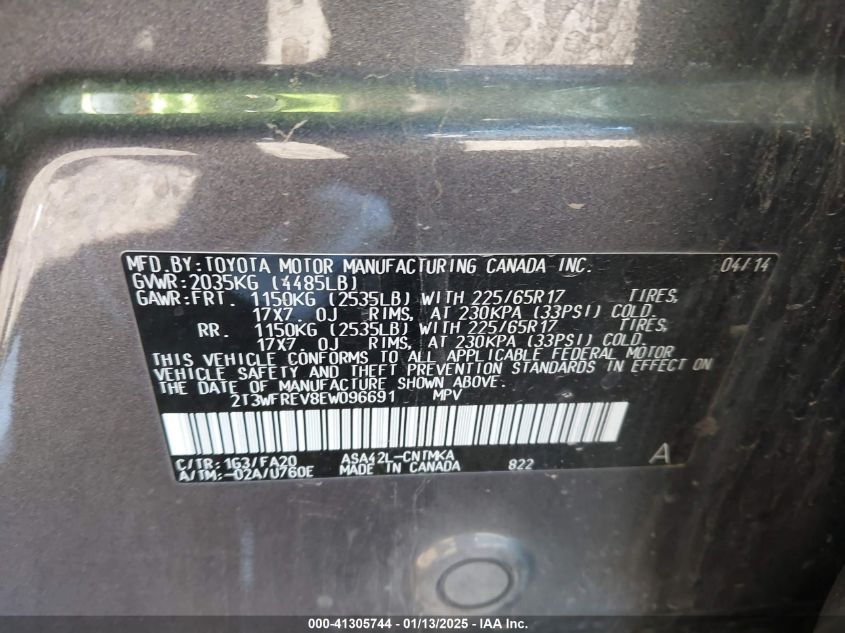 MFD.BY:TOYOTA MOTOR MANUFACTURING CANADA INC. 04/14
GVWR:2035KG (4485LB)
GAWR:FRT. 1150KG (2535LB) WITH 225/65R17 TIRES,
17X7.0J RIMS, AT 230KPA (33PSI) COLD.
RR. 1150KG (2535LB) WITH 225/65R17 TIRES,
17X7.0J RIMS, AT 230KPA (33PSI) COLD.
THIS VEHICLE CONFORMS TO ALL APPLICABLE FEDERAL MOTOR
VEHICLE SAFETY AND THEFT PREVENTION STANDARDS IN EFFECT ON
THE DATE OF MANUFACTURE SHOWN ABOVE.
2T3WFREV8EW096691 MPV
C/TR:1G3/FA20 ASA42L-CNTMKA A
A/TM:-02A/U760E MADE IN CANADA 822
000-41305744 - 01/13/2025 - IAAI.com